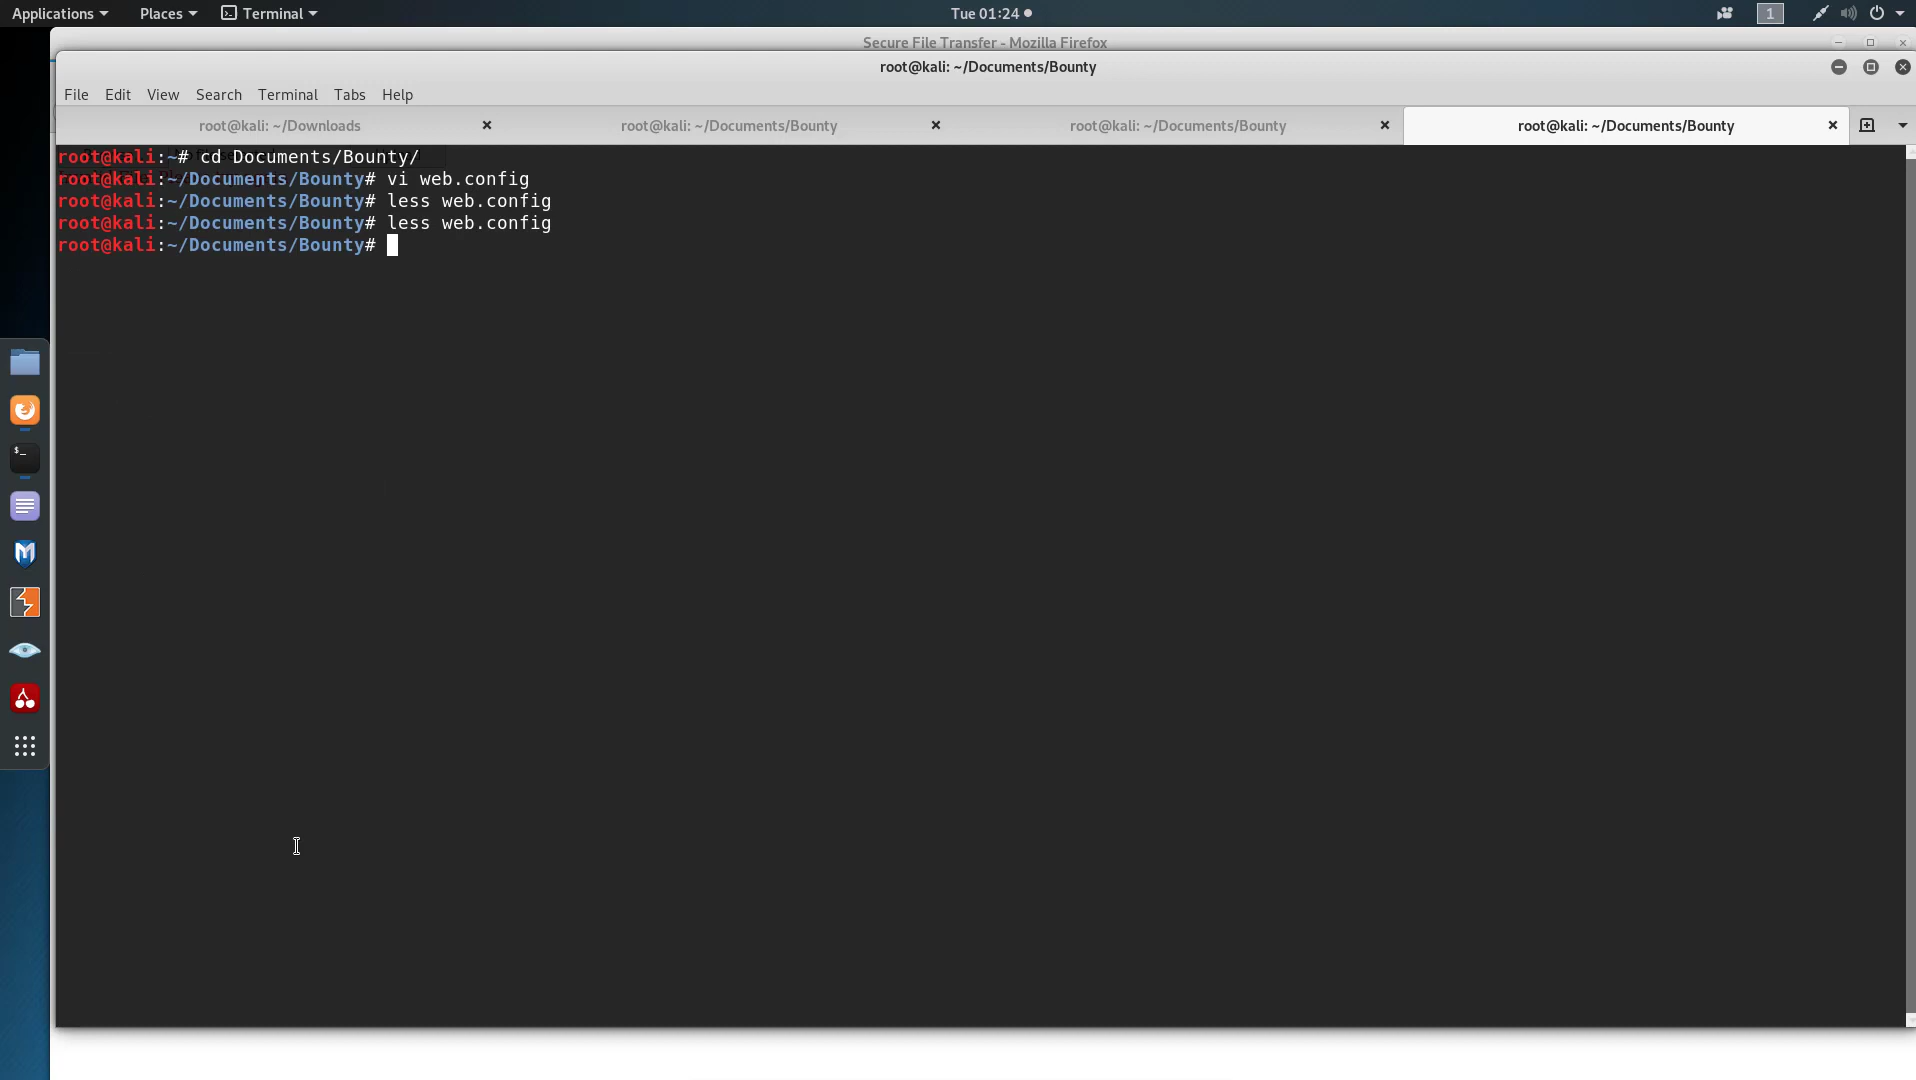 Applications Places Terminal Tue 01:24 1
Secure File Transfer - Mozilla Firefox
root@kali: ~/Documents/Bounty
File Edit View Search Terminal Tabs Help
root@kali: ~/Downloads root@kali: ~/Documents/Bounty root@kali: ~/Documents/Bounty root@kali: ~/Documents/Bounty
root@kali:~# cd Documents/Bounty/
root@kali:~/Documents/Bounty# vi web.config
root@kali:~/Documents/Bounty# less web.config
root@kali:~/Documents/Bounty# less web.config
root@kali:~/Documents/Bounty#